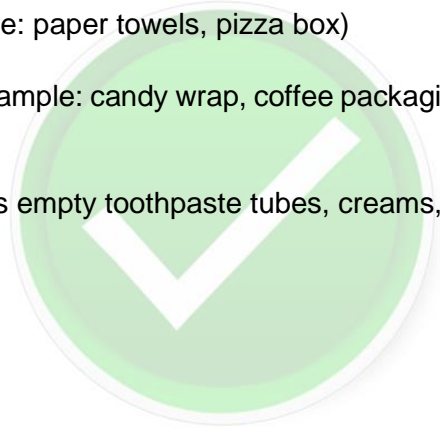 e: paper towels, pizza box)
ample: candy wrap, coffee packagi
s empty toothpaste tubes, creams,